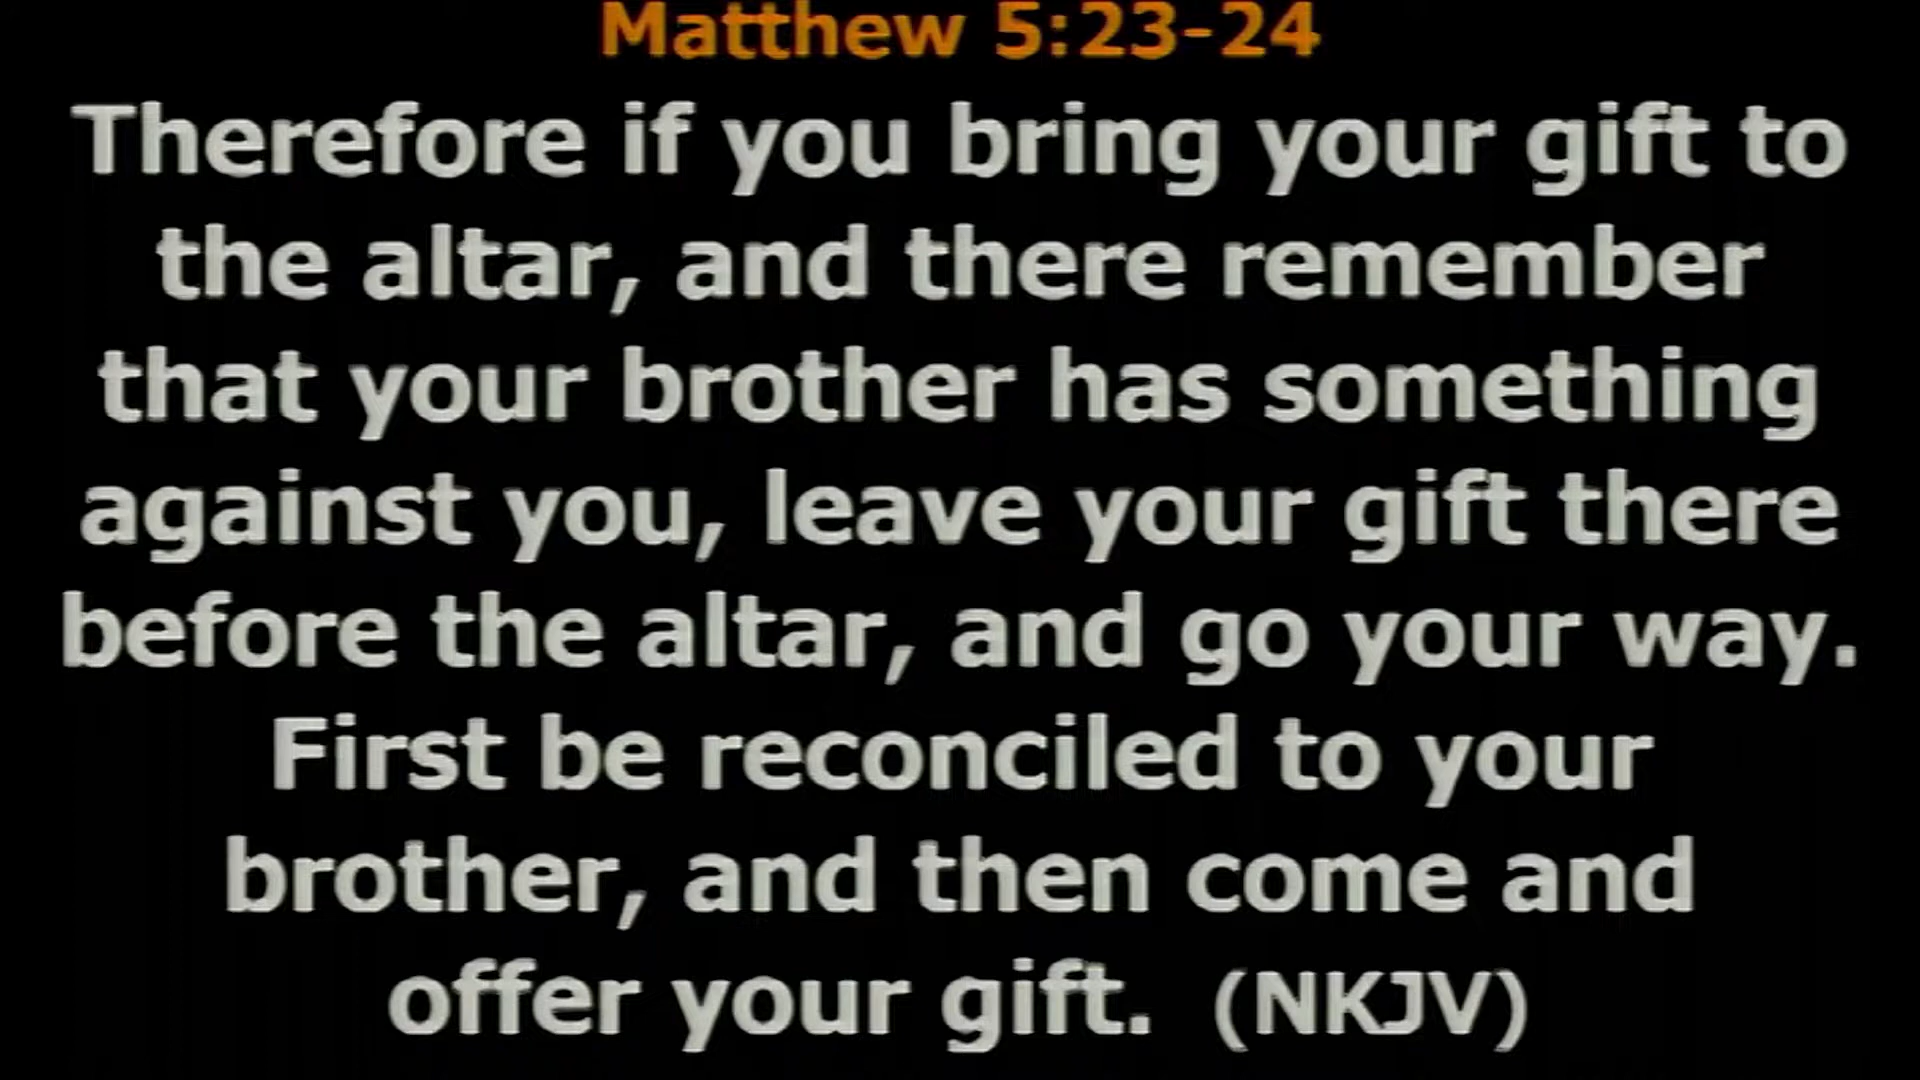 Matthew 5:23-24
Therefore if you bring your gift to
the altar, and there remember
that your brother has something
against you, leave your gift there
before the altar, and go your way.
First be reconciled to your
brother, and then come and
offer your gift. (NKJV)